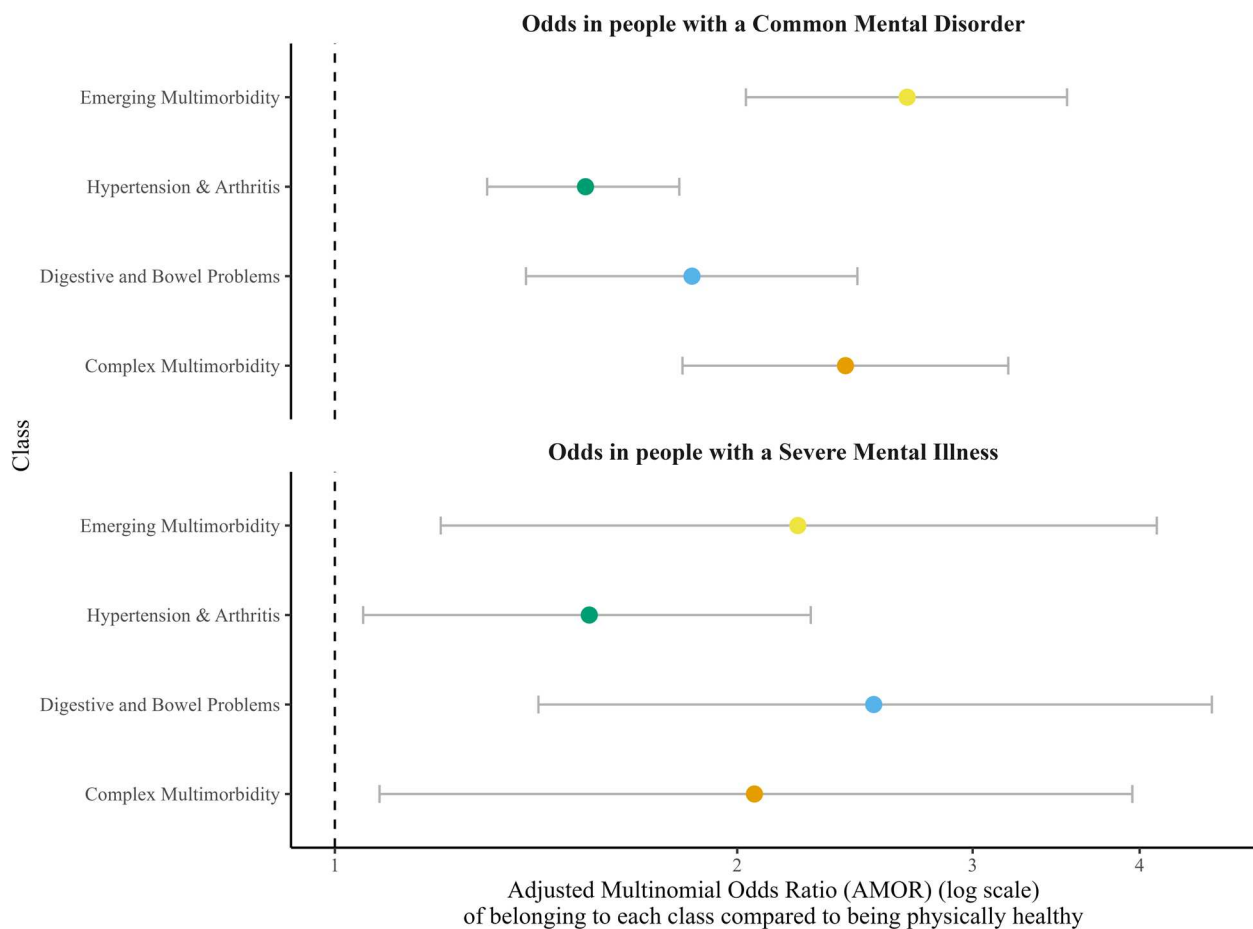 Odds in people with a Common Mental Disorder
Emerging Multimorbidity
Hypertension & Arthritis
Digestive and Bowel Problems
Complex Multimorbidity
Class
Odds in people with a Severe Mental Illness
Emerging Multimorbidity
Hypertension & Arthritis
Digestive and Bowel Problems
Complex Multimorbidity
1 2 3 4
Adjusted Multinomial Odds Ratio (AMOR) (log scale)
of belonging to each class compared to being physically healthy